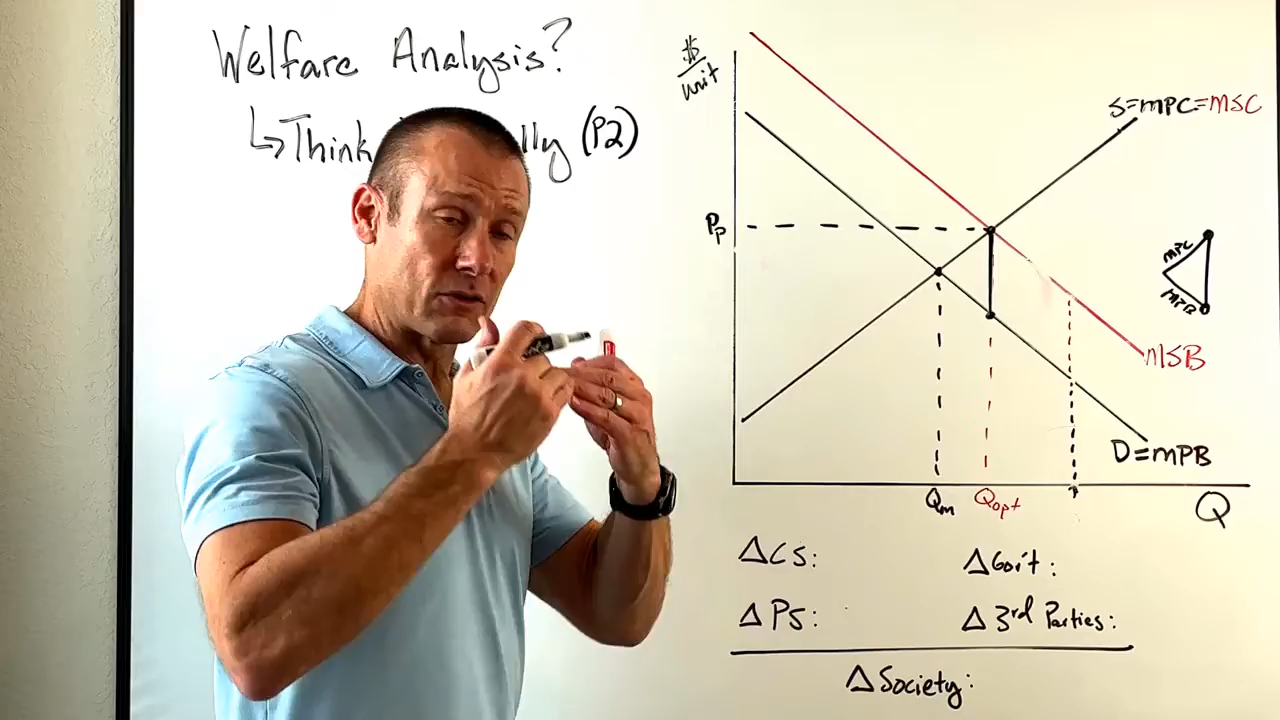 Welfare Analysis?
↳Think lly (P2)
$/unit
S=MPC=MSC
Pp
MPC
MPB
MSB
D=MPB
Qm Qopt Q
ΔCS: ΔGov't:
ΔPS: Δ3rd Parties:
ΔSociety: